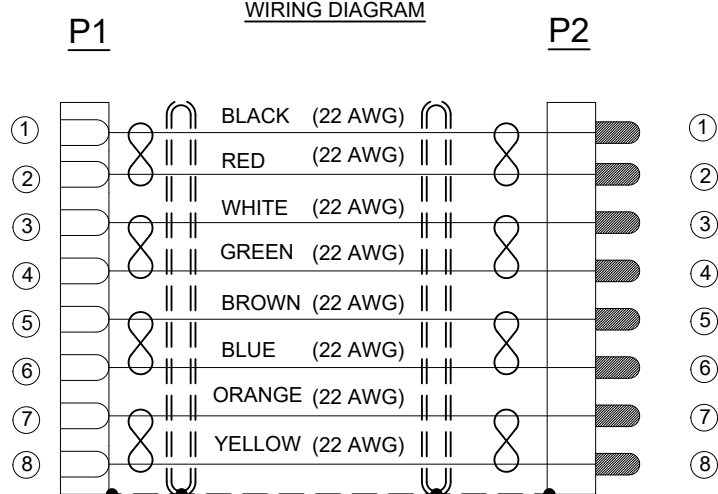 WIRING DIAGRAM
P1 P2
1 BLACK (22 AWG) 1
2 RED (22 AWG) 2
3 WHITE (22 AWG) 3
4 GREEN (22 AWG) 4
5 BROWN (22 AWG) 5
6 BLUE (22 AWG) 6
7 ORANGE (22 AWG) 7
8 YELLOW (22 AWG) 8